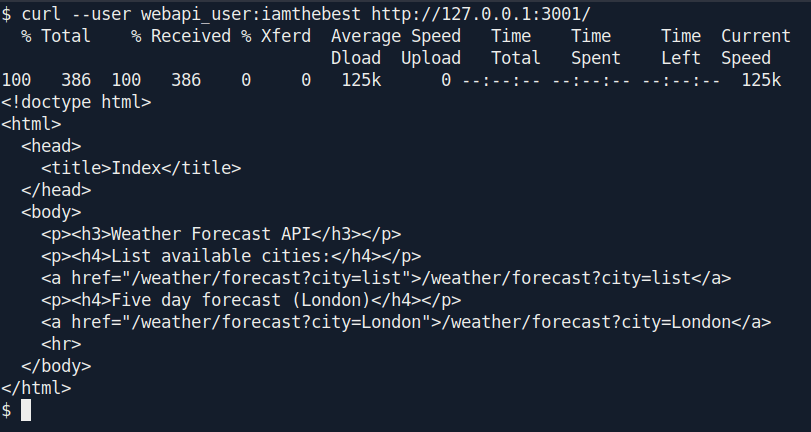 $ curl --user webapi_user:iamthebest http://127.0.0.1:3001/
  % Total    % Received % Xferd  Average Speed   Time    Time     Time  Current
                                 Dload  Upload   Total   Spent    Left  Speed
100   386  100   386    0     0   125k      0 --:--:-- --:--:-- --:--:--  125k
<!doctype html>
<html>
  <head>
    <title>Index</title>
  </head>
  <body>
    <p><h3>Weather Forecast API</h3></p>
    <p><h4>List available cities:</h4></p>
    <a href="/weather/forecast?city=list">/weather/forecast?city=list</a>
    <p><h4>Five day forecast (London)</h4></p>
    <a href="/weather/forecast?city=London">/weather/forecast?city=London</a>
    <hr>
  </body>
</html>
$